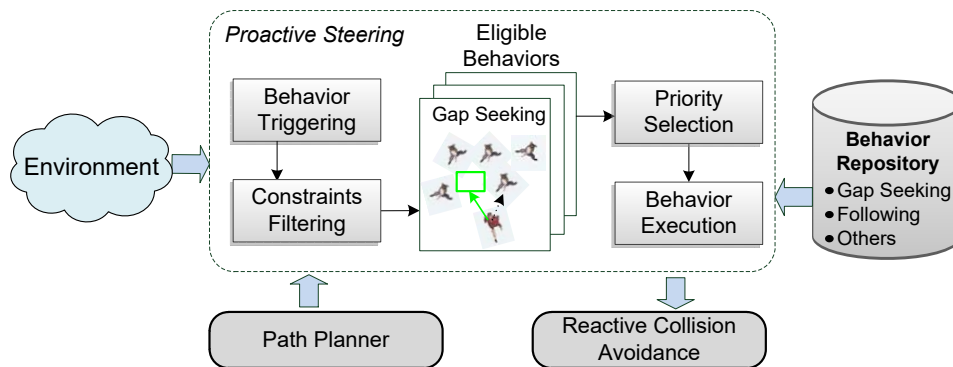 Proactive Steering
Eligible
Behaviors
Behavior
Triggering
Gap Seeking
Priority
Selection
Environment
Constraints
Filtering
Behavior
Execution
Behavior
Repository
● Gap Seeking
● Following
● Others
Path Planner
Reactive Collision
Avoidance